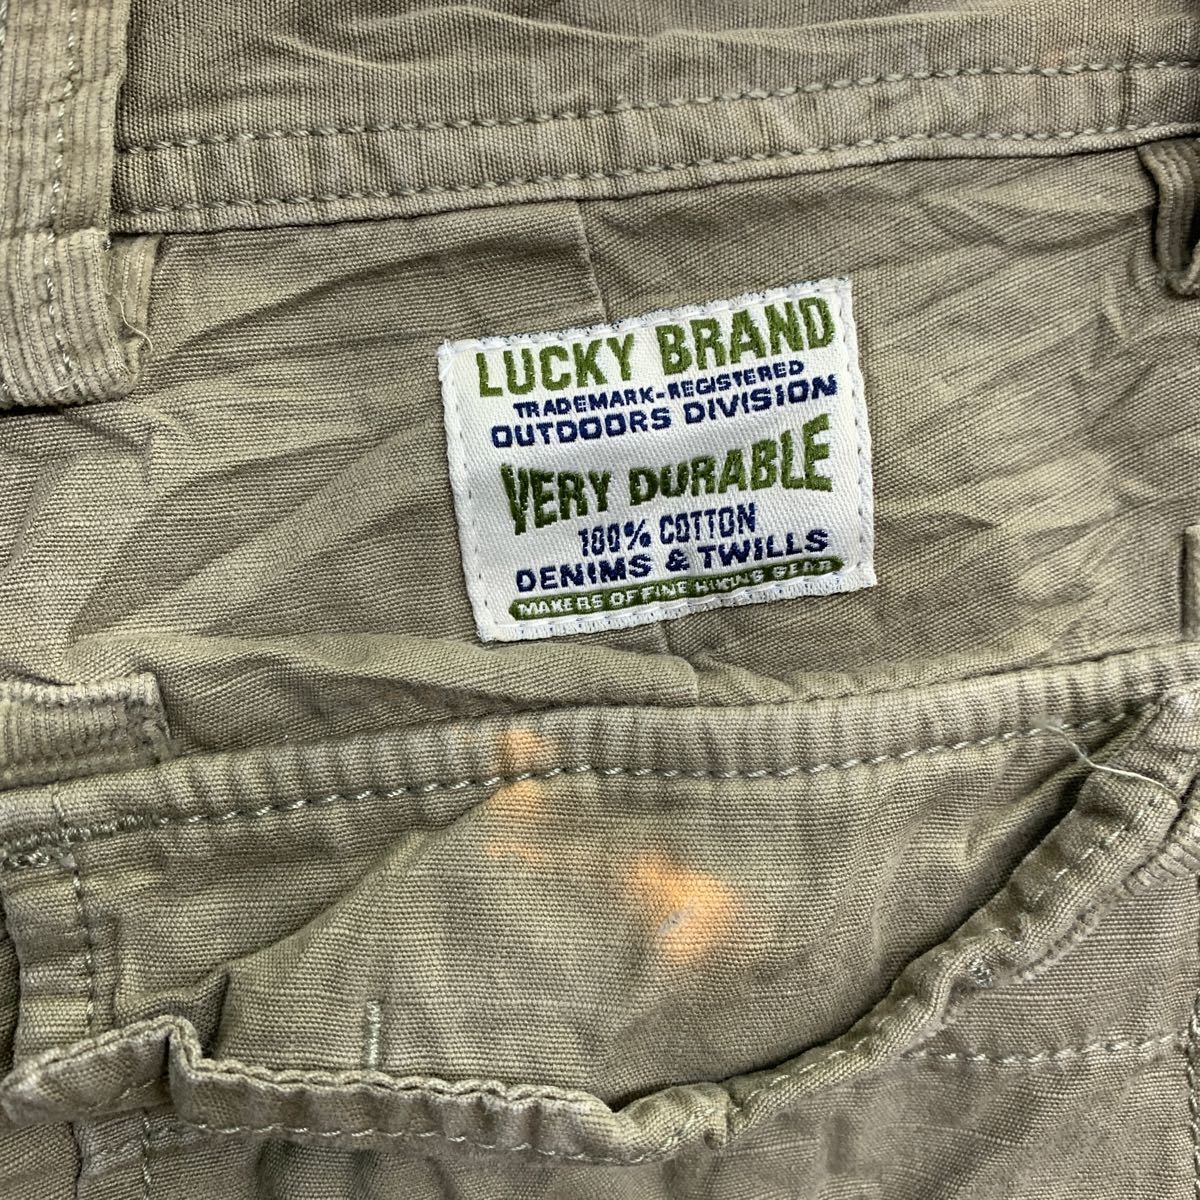 LUCKY BRAND
TRADEMARK-REGISTERED
OUTDOORS DIVISION
VERY DURABLE
100% COTTON
DENIMS & TWILLS
MAKERS OF FINE HIKING GEAR